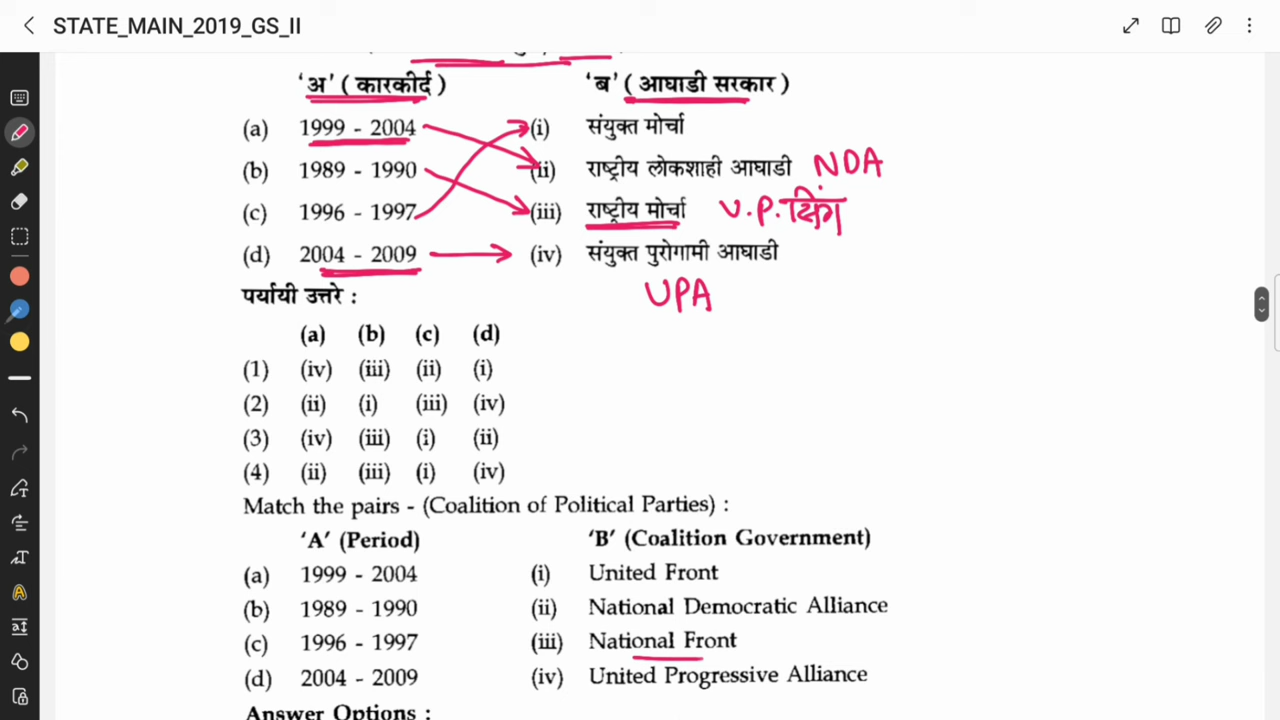 STATE_MAIN_2019_GS_II
'अ' ( कारकीर्द ) 'ब' ( आघाडी सरकार )
(a) 1999 - 2004 (i) संयुक्त मोर्चा
(b) 1989 - 1990 (ii) राष्ट्रीय लोकशाही आघाडी NDA
(c) 1996 - 1997 (iii) राष्ट्रीय मोर्चा V.P. सिंग
(d) 2004 - 2009 (iv) संयुक्त पुरोगामी आघाडी
पर्यायी उत्तरे : UPA
(a) (b) (c) (d)
(1) (iv) (iii) (ii) (i)
(2) (ii) (i) (iii) (iv)
(3) (iv) (iii) (i) (ii)
(4) (ii) (iii) (i) (iv)
Match the pairs - (Coalition of Political Parties) :
'A' (Period) 'B' (Coalition Government)
(a) 1999 - 2004 (i) United Front
(b) 1989 - 1990 (ii) National Democratic Alliance
(c) 1996 - 1997 (iii) National Front
(d) 2004 - 2009 (iv) United Progressive Alliance
Answer Options :